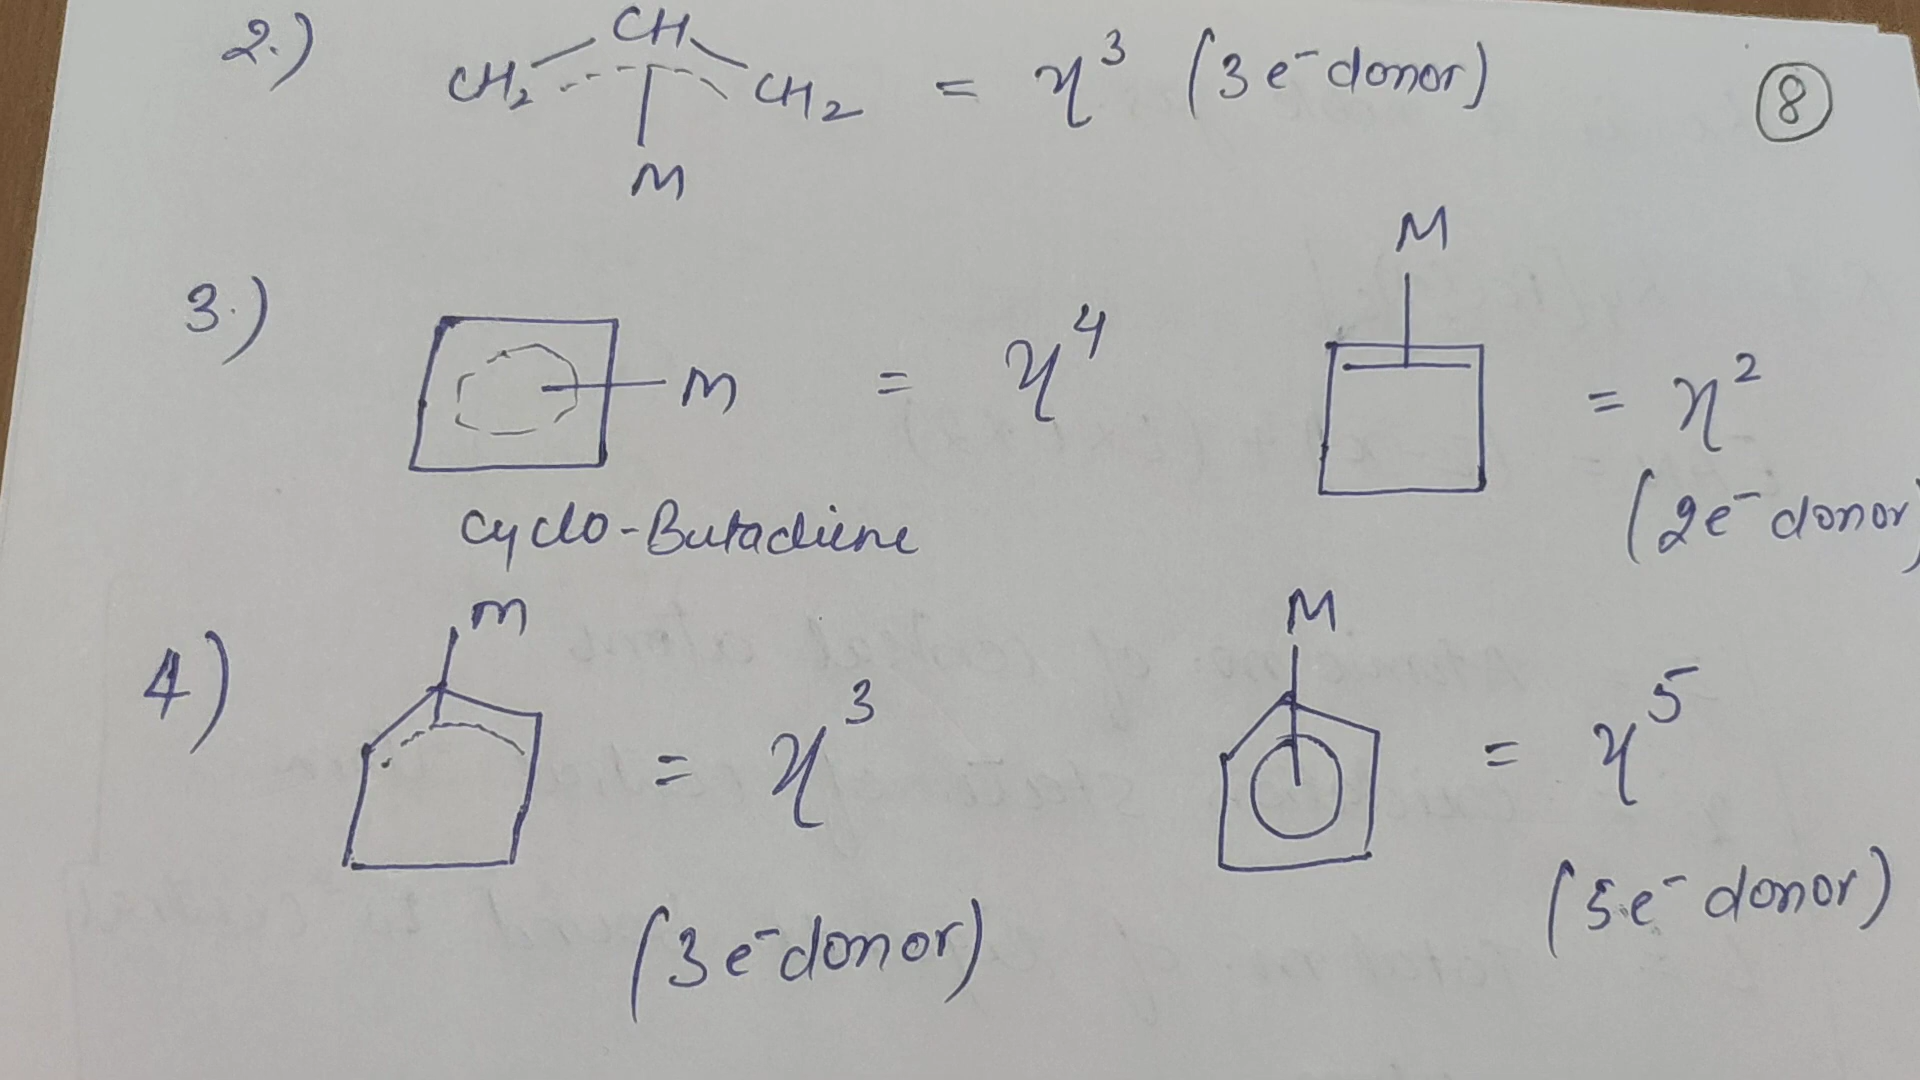 2.) CH
CH₂ CH₂ = η³ (3e⁻donor) ⑧
M
M
3.) M = η⁴ = η²
(2e⁻ donor)
Cyclo-Butadiene
M M
4) = η³ = η⁵
(3e⁻donor) (5e⁻ donor)